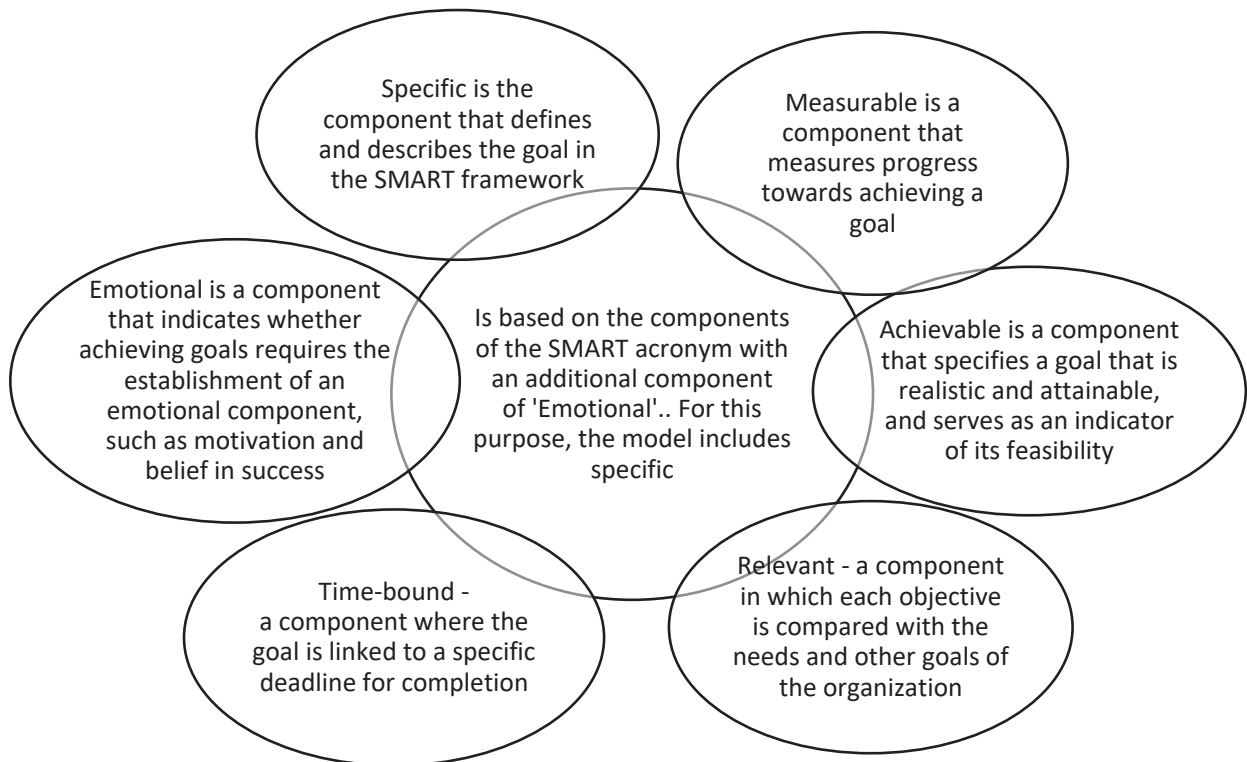 Specific is the
component that defines
and describes the goal in
the SMART framework
Measurable is a
component that
measures progress
towards achieving a
goal
Emotional is a component
that indicates whether
achieving goals requires the
establishment of an
emotional component,
such as motivation and
belief in success
Is based on the components
of the SMART acronym with
an additional component
of 'Emotional'.. For this
purpose, the model includes
specific
Achievable is a component
that specifies a goal that is
realistic and attainable,
and serves as an indicator
of its feasibility
Time-bound -
a component where the
goal is linked to a specific
deadline for completion
Relevant - a component
in which each objective
is compared with the
needs and other goals of
the organization